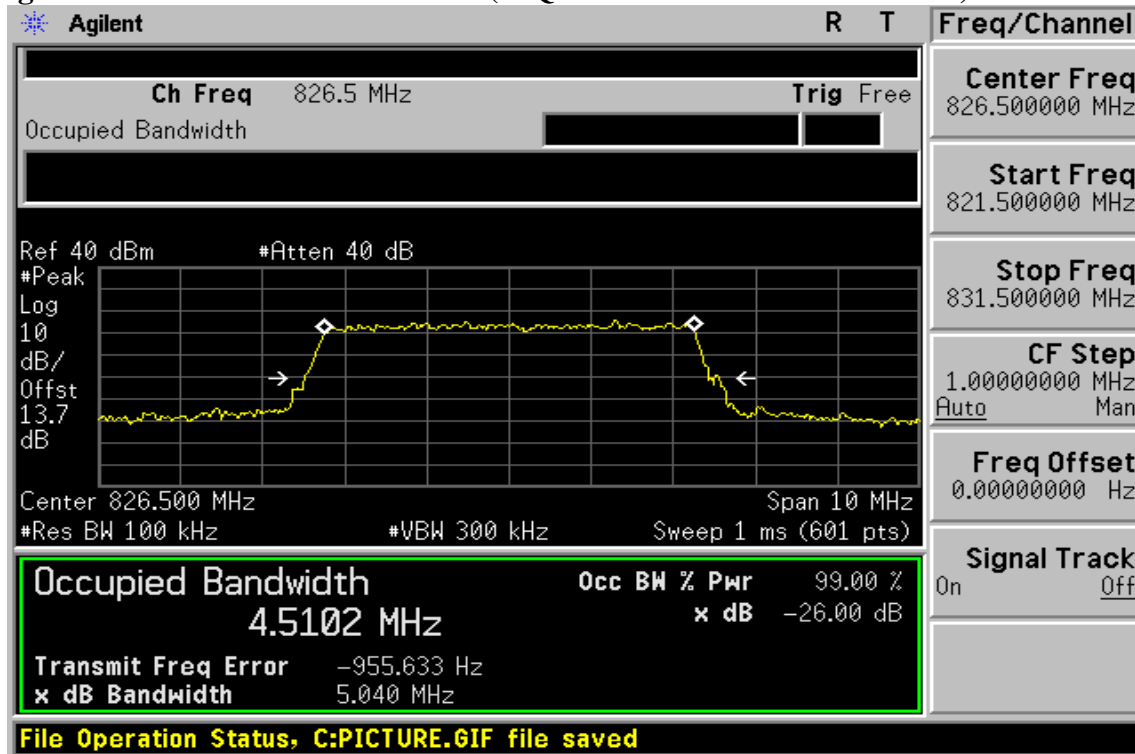 Agilent
R T
Freq/Channel
Ch Freq 826.5 MHz
Trig Free
Occupied Bandwidth
Center Freq
826.500000 MHz
Start Freq
821.500000 MHz
Stop Freq
831.500000 MHz
CF Step
1.00000000 MHz
Auto Man
Freq Offset
0.00000000 Hz
Signal Track
On Off
Ref 40 dBm
#Atten 40 dB
#Peak
Log
10
dB/
Offst
13.7
dB
Center 826.500 MHz
Span 10 MHz
#Res BW 100 kHz
#VBW 300 kHz
Sweep 1 ms (601 pts)
Occupied Bandwidth
4.5102 MHz
Occ BW % Pwr 99.00 %
x dB -26.00 dB
Transmit Freq Error -955.633 Hz
x dB Bandwidth 5.040 MHz
File Operation Status, C:PICTURE.GIF file saved